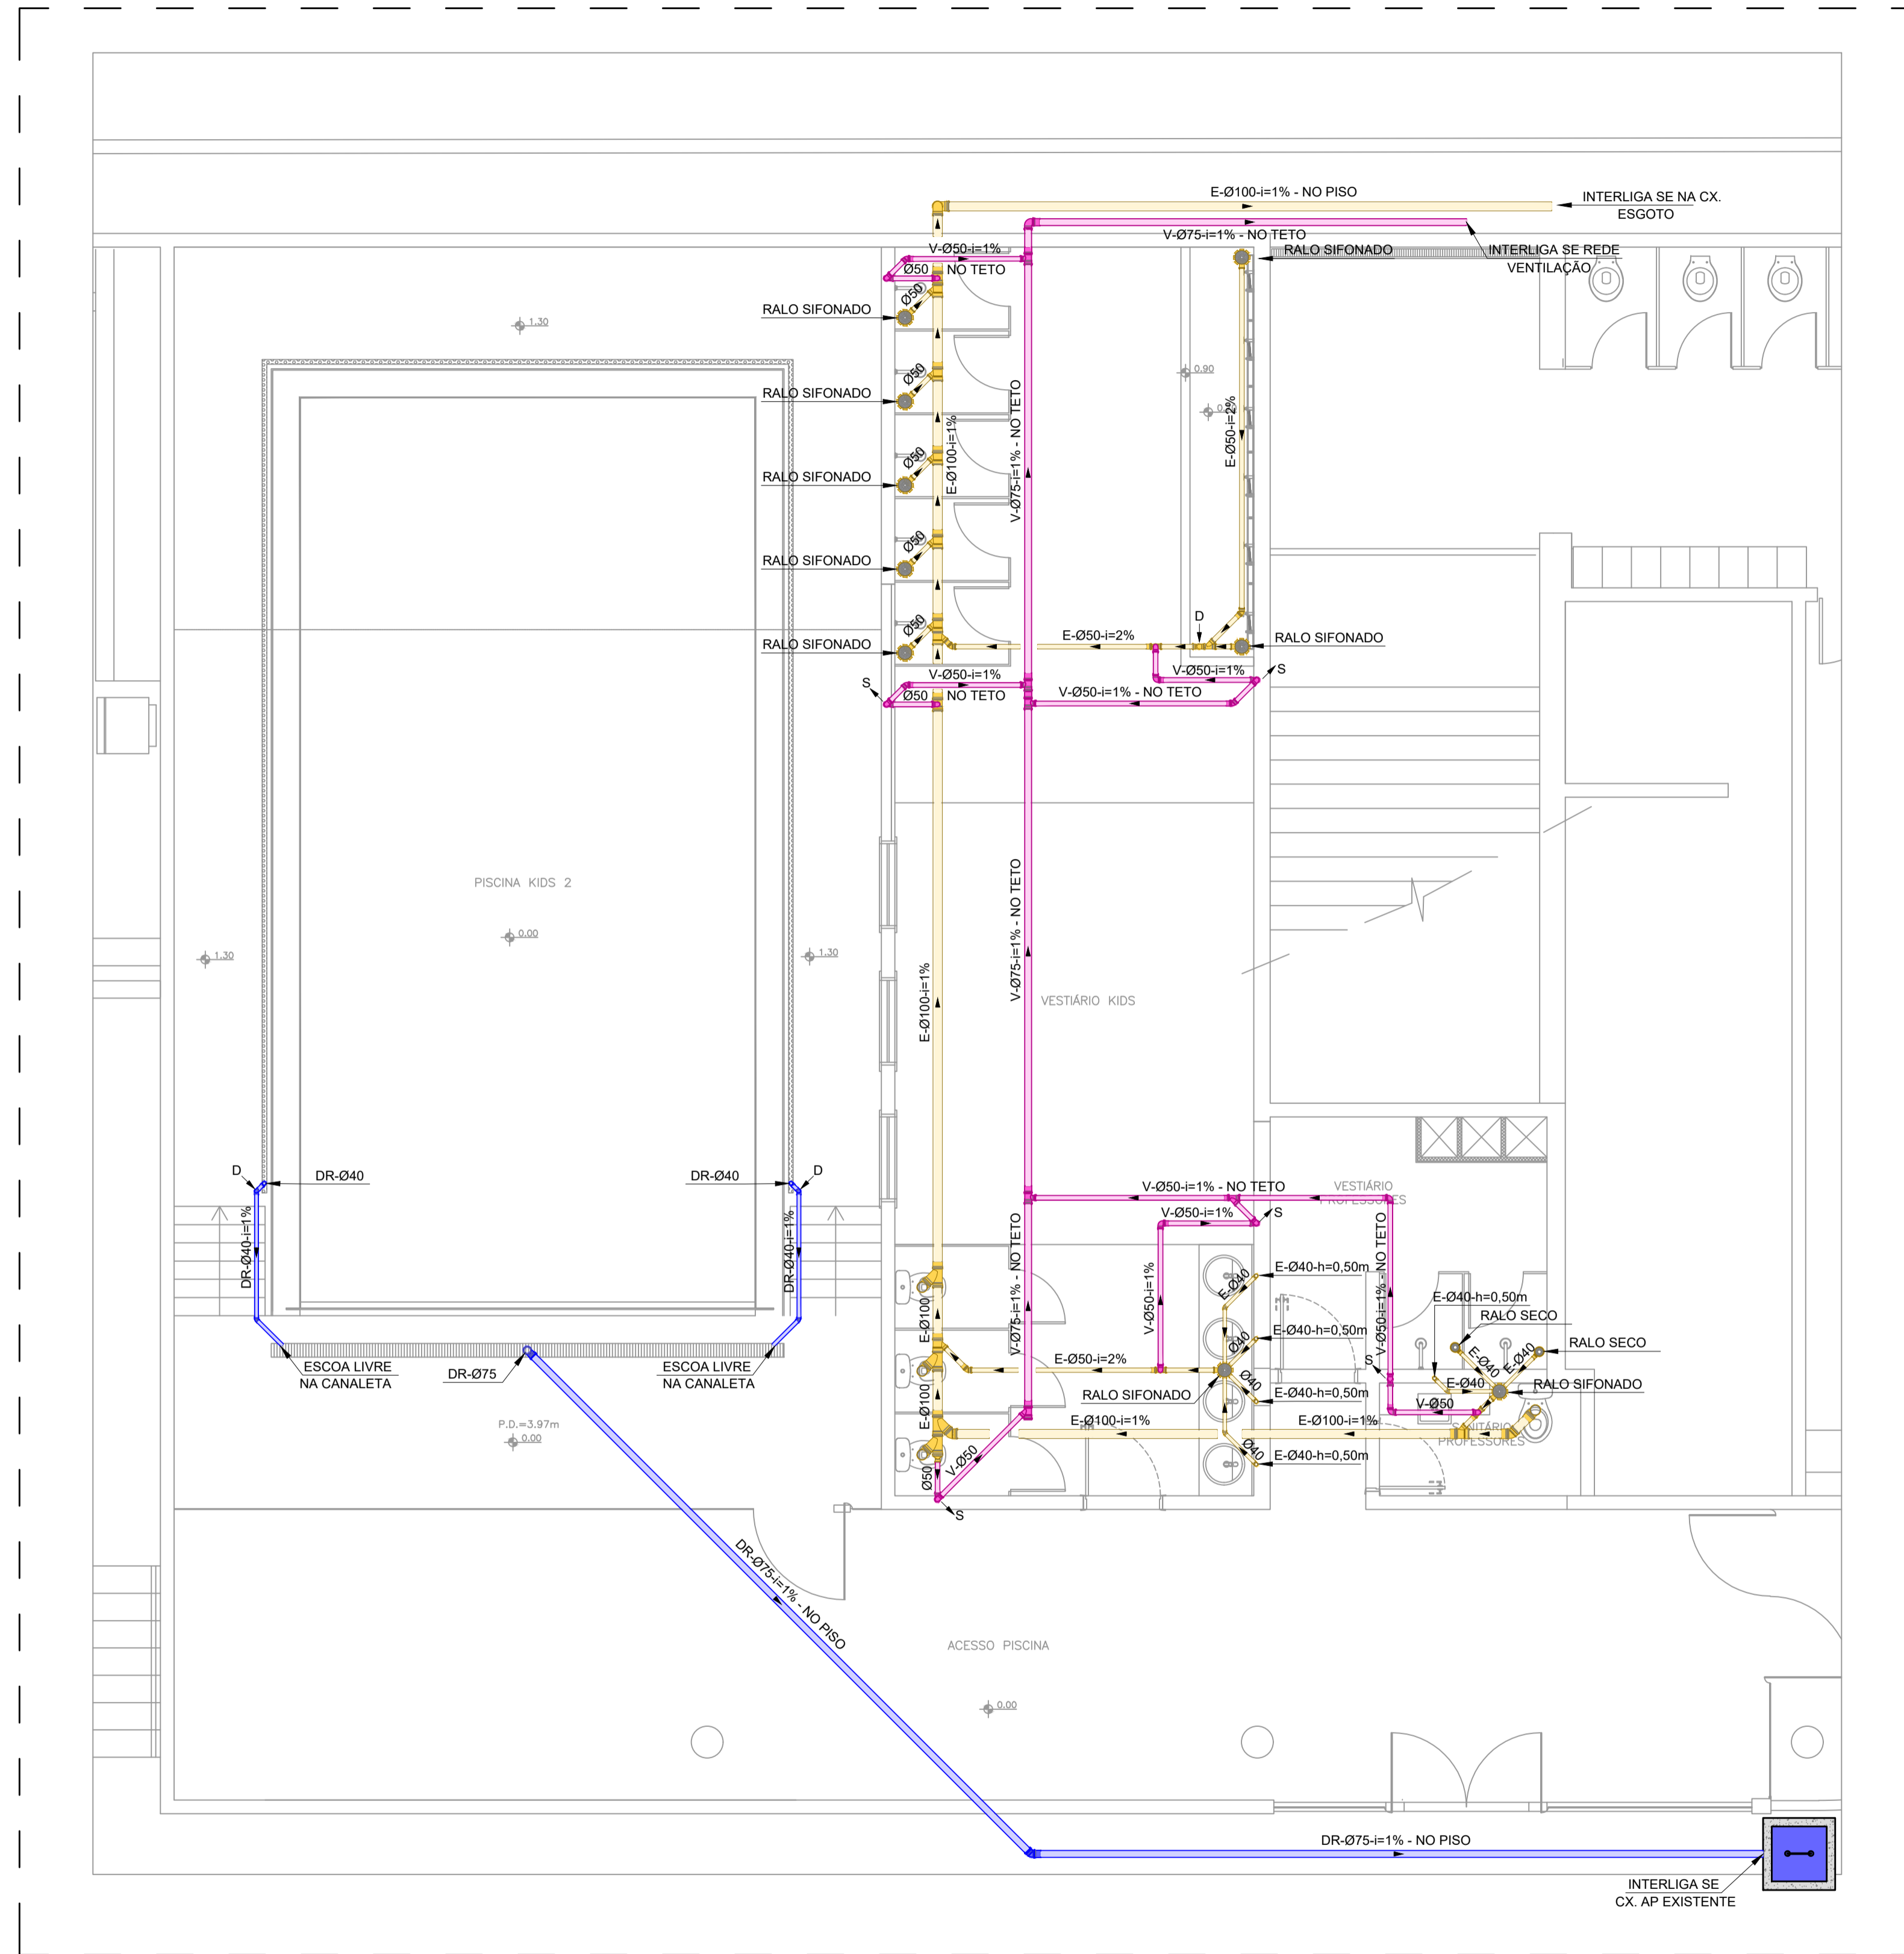 E-Ø100-i=1% - NO PISO
INTERLIGA SE NA CX.
ESGOTO
V-Ø75-i=1% - NO TETO
V-Ø50-i=1%
RALO SIFONADO
INTERLIGA SE REDE
VENTILAÇÃO
Ø50
NO TETO
Ø50
RALO SIFONADO
1.30
0.90
Ø50
RALO SIFONADO
E-Ø100-i=1%
V-Ø75-i=1% - NO TETO
E-Ø50-i=2%
Ø50
RALO SIFONADO
Ø50
RALO SIFONADO
Ø50
RALO SIFONADO
D
E-Ø50-i=2%
RALO SIFONADO
V-Ø50-i=1%
V-Ø50-i=1%
S
S
Ø50
NO TETO
V-Ø50-i=1% - NO TETO
PISCINA KIDS 2
0.00
1.30
1.30
E-Ø100-i=1%
V-Ø75-i=1% - NO TETO
VESTIÁRIO KIDS
D
DR-Ø40
DR-Ø40
D
V-Ø50-i=1% - NO TETO
VESTIÁRIO
PROFESSORES
V-Ø50-i=1%
S
DR-Ø40-i=1%
DR-Ø40-i=1%
V-Ø75-i=1% - NO TETO
V-Ø50-i=1%
V-Ø50-i=1% - NO TETO
E-Ø40
E-Ø40-h=0,50m
E-Ø40-h=0,50m
RALO SECO
E-Ø100
Ø40
E-Ø40-h=0,50m
RALO SECO
ESCOA LIVRE
NA CANALETA
DR-Ø75
ESCOA LIVRE
NA CANALETA
E-Ø50-i=2%
S
E-Ø40
E-Ø40
E-Ø40
RALO SIFONADO
RALO SIFONADO
Ø40
E-Ø40-h=0,50m
V-Ø50
E-Ø100
E-Ø100-i=1%
E-Ø100-i=1%
SANITÁRIO
PROFESSORES
P.D.=3.97m
0.00
Ø50
V-Ø50
Ø40
E-Ø40-h=0,50m
S
DR-Ø75-i=1% - NO PISO
ACESSO PISCINA
0.00
DR-Ø75-i=1% - NO PISO
INTERLIGA SE
CX. AP EXISTENTE